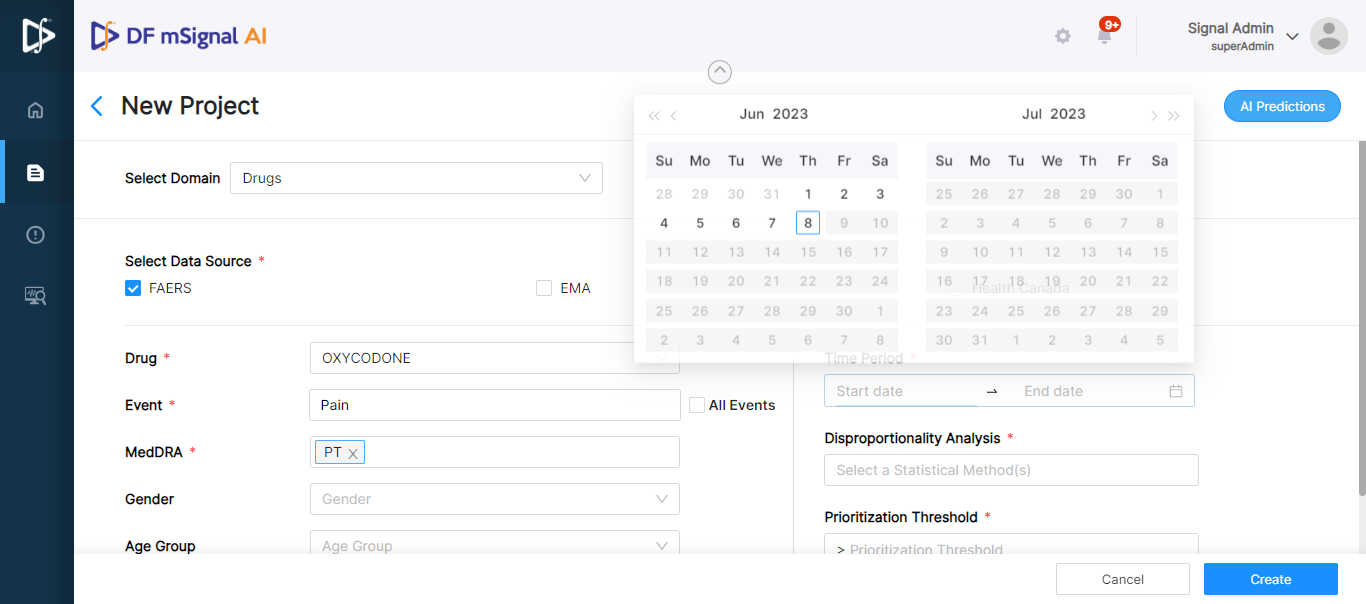 DF mSignal AI
9+
Signal Admin
superAdmin
New Project
AI Predictions
Jun 2023
Jul 2023
Su Mo Tu We Th Fr Sa
28 29 30 31 1 2 3
4 5 6 7 8 9 10
11 12 13 14 15 16 17
18 19 20 21 22 23 24
25 26 27 28 29 30 1
2 3 4 5 6 7 8
Su Mo Tu We Th Fr Sa
25 26 27 28 29 30 1
2 3 4 5 6 7 8
9 10 11 12 13 14 15
16 17 18 19 20 21 22
23 24 25 26 27 28 29
30 31 1 2 3 4 5
Select Domain
Drugs
Select Data Source *
FAERS
EMA
Health Canada
Drug *
OXYCODONE
Event *
Pain
All Events
MedDRA *
PT X
Gender
Gender
Age Group
Age Group
Time Period *
Start date → End date
Disproportionality Analysis *
Select a Statistical Method(s)
Prioritization Threshold *
> Prioritization Threshold
Cancel
Create